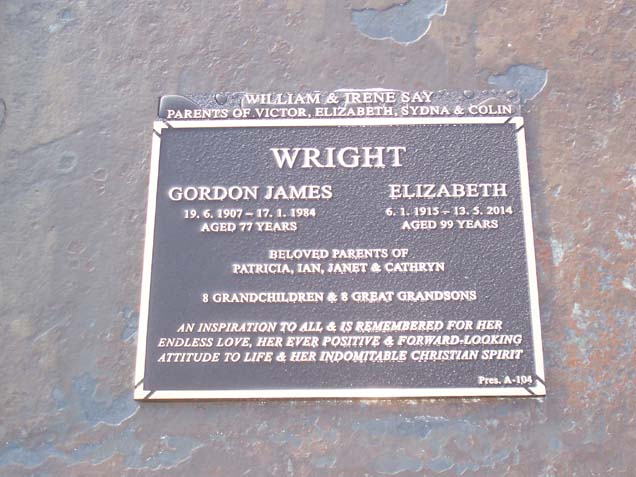 WILLIAM & IRENE SAY
PARENTS OF VICTOR, ELIZABETH, SYDNA & COLIN
WRIGHT
GORDON JAMES ELIZABETH
19. 6. 1907 – 17. 1. 1984 6. 1. 1915 – 13. 5. 2014
AGED 77 YEARS AGED 99 YEARS
BELOVED PARENTS OF
PATRICIA, IAN, JANET & CATHRYN
8 GRANDCHILDREN & 8 GREAT GRANDSONS
AN INSPIRATION TO ALL & IS REMEMBERED FOR HER
ENDLESS LOVE, HER EVER POSITIVE & FORWARD-LOOKING
ATTITUDE TO LIFE & HER INDOMITABLE CHRISTIAN SPIRIT
Pres. A-104